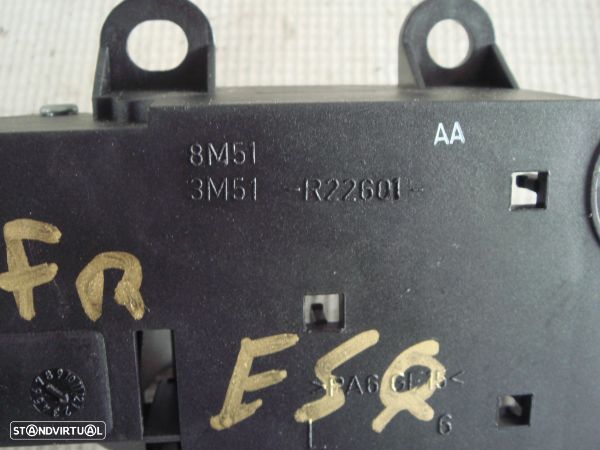 AA
8M51
3M51 R22601
FR
ESQ
>PA6 GF15<
6
STANDVIRTUAL